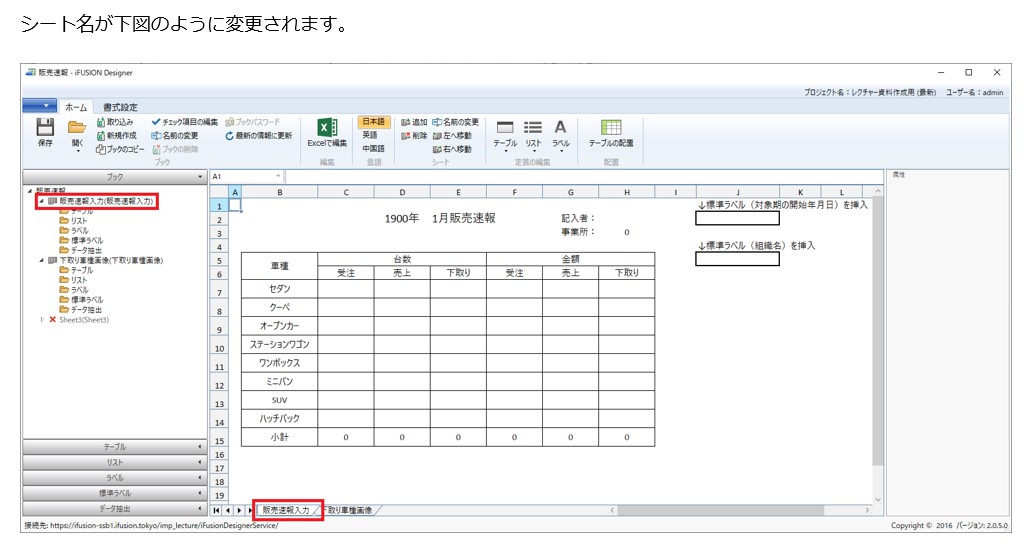 シート名が下図のように変更されます。
販売速報 - iFUSION Designer
プロジェクト名：レクチャー資料作成用 (最新) ユーザー名：admin
ホーム 書式設定
保存 開く 取り込み 新規作成 ブックのコピー チェック項目の編集 名前の変更 ブックの削除 ブックパスワード 最新の情報に更新 ブック
Excelで編集 編集
日本語 英語 中国語 言語
追加 削除 名前の変更 左へ移動 右へ移動 シート
テーブル リスト ラベル 定義の編集
テーブルの配置 配置
ブック
A1
属性
販売速報
販売速報入力(販売速報入力)
テーブル
リスト
ラベル
標準ラベル
データ抽出
下取り車種画像(下取り車種画像)
テーブル
リスト
ラベル
標準ラベル
データ抽出
Sheet3(Sheet3)
テーブル
リスト
ラベル
標準ラベル
データ抽出
A B C D E F G H I J K L
1 ↓標準ラベル（対象期の開始年月日）を挿入
2 1900年 1月販売速報 記入者：
3 事業所： 0
4 ↓標準ラベル（組織名）を挿入
5 車種 台数 金額
6 受注 売上 下取り 受注 売上 下取り
7 セダン
8 クーペ
9 オープンカー
10 ステーションワゴン
11 ワンボックス
12 ミニバン
13 SUV
14 ハッチバック
15 小計 0 0 0 0 0 0
16
17
18
19
販売速報入力 下取り車種画像
接続先: https://ifusion-ssb1.ifusion.tokyo/imp_lecture/iFusionDesignerService/
Copyright © 2016 バージョン: 2.0.5.0